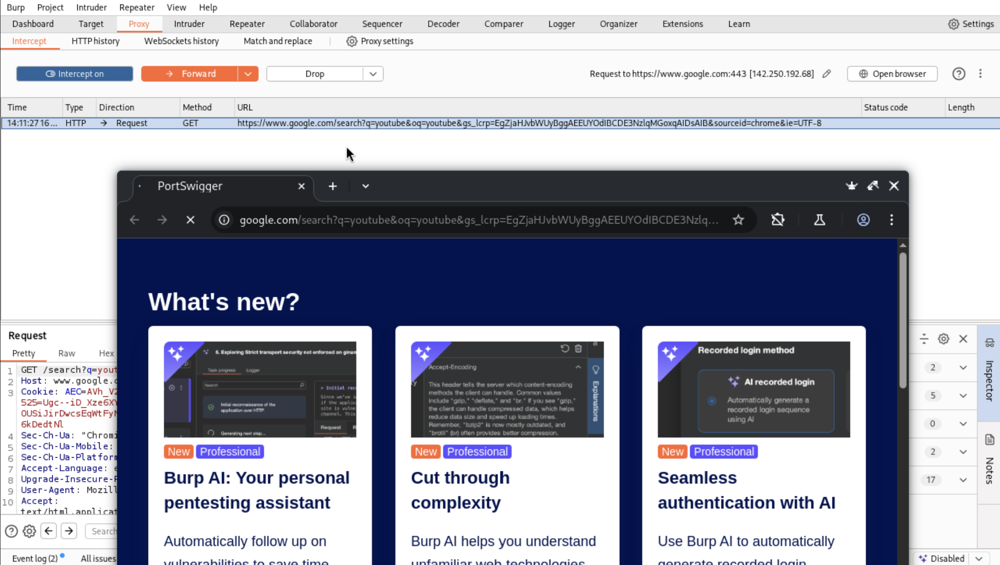 Burp Project Intruder Repeater View Help
Dashboard Target Proxy Intruder Repeater Collaborator Sequencer Decoder Comparer Logger Organizer Extensions Learn Settings
Intercept HTTP history WebSockets history Match and replace Proxy settings
Intercept on Forward Drop Request to https://www.google.com:443 [142.250.192.68] Open browser
Time Type Direction Method URL Status code Length
14:11:27 16... HTTP → Request GET https://www.google.com/search?q=youtube&oq=youtube&gs_lcrp=EgZjaHJvbWUyBggAEEUYOdIBCDE3NzlqMGoxqAIDsAIB&sourceid=chrome&ie=UTF-8
PortSwigger
google.com/search?q=youtube&oq=youtube&gs_lcrp=EgZjaHJvbWUyBggAEEUYOdIBCDE3Nzlq...
What's new?
5. Exploring Strict transport security not enforced on
Task progress Logger
Search
Initial reconnaissance of the
application over HTTP
Generating next step...
> Initial rec
Since we've i
if the applic
site is vulne
channel. This
Request
New Professional
Burp AI: Your personal
pentesting assistant
Automatically follow up on
vulnerabilities to save time
Accept-Encoding
This header tells the server which content-encoding
methods the client can handle. Common values
include "gzip," "deflate," and "br." If you see "gzip,"
the client can handle compressed data, which helps
reduce data size and speed up loading times.
Remember, "bzip2" is now mostly outdated, and
"brotli" (br) often provides better compression.
Explanations
New Professional
Cut through
complexity
Burp AI helps you understand
unfamiliar web technologies
Recorded login method
AI recorded login
Automatically generate a
recorded login sequence
using AI
New Professional
Seamless
authentication with AI
Use Burp AI to automatically
generate recorded login
Request
Pretty Raw Hex
1 GET /search?q=yout
2 Host: www.google.c
3 Cookie: AEC=AVh_V2
525=Ugc--iD_Xze6XY
OUSiJirDwcsEqWtFyM
6kDedtNl
4 Sec-Ch-Ua: "Chromi
5 Sec-Ch-Ua-Mobile:
6 Sec-Ch-Ua-Platform
7 Accept-Language: e
8 Upgrade-Insecure-R
9 User-Agent: Mozill
10 Accept:
text/html,applicat
Search
Event log (2) All issues
2
5
0
2
17
Inspector
Notes
Disabled